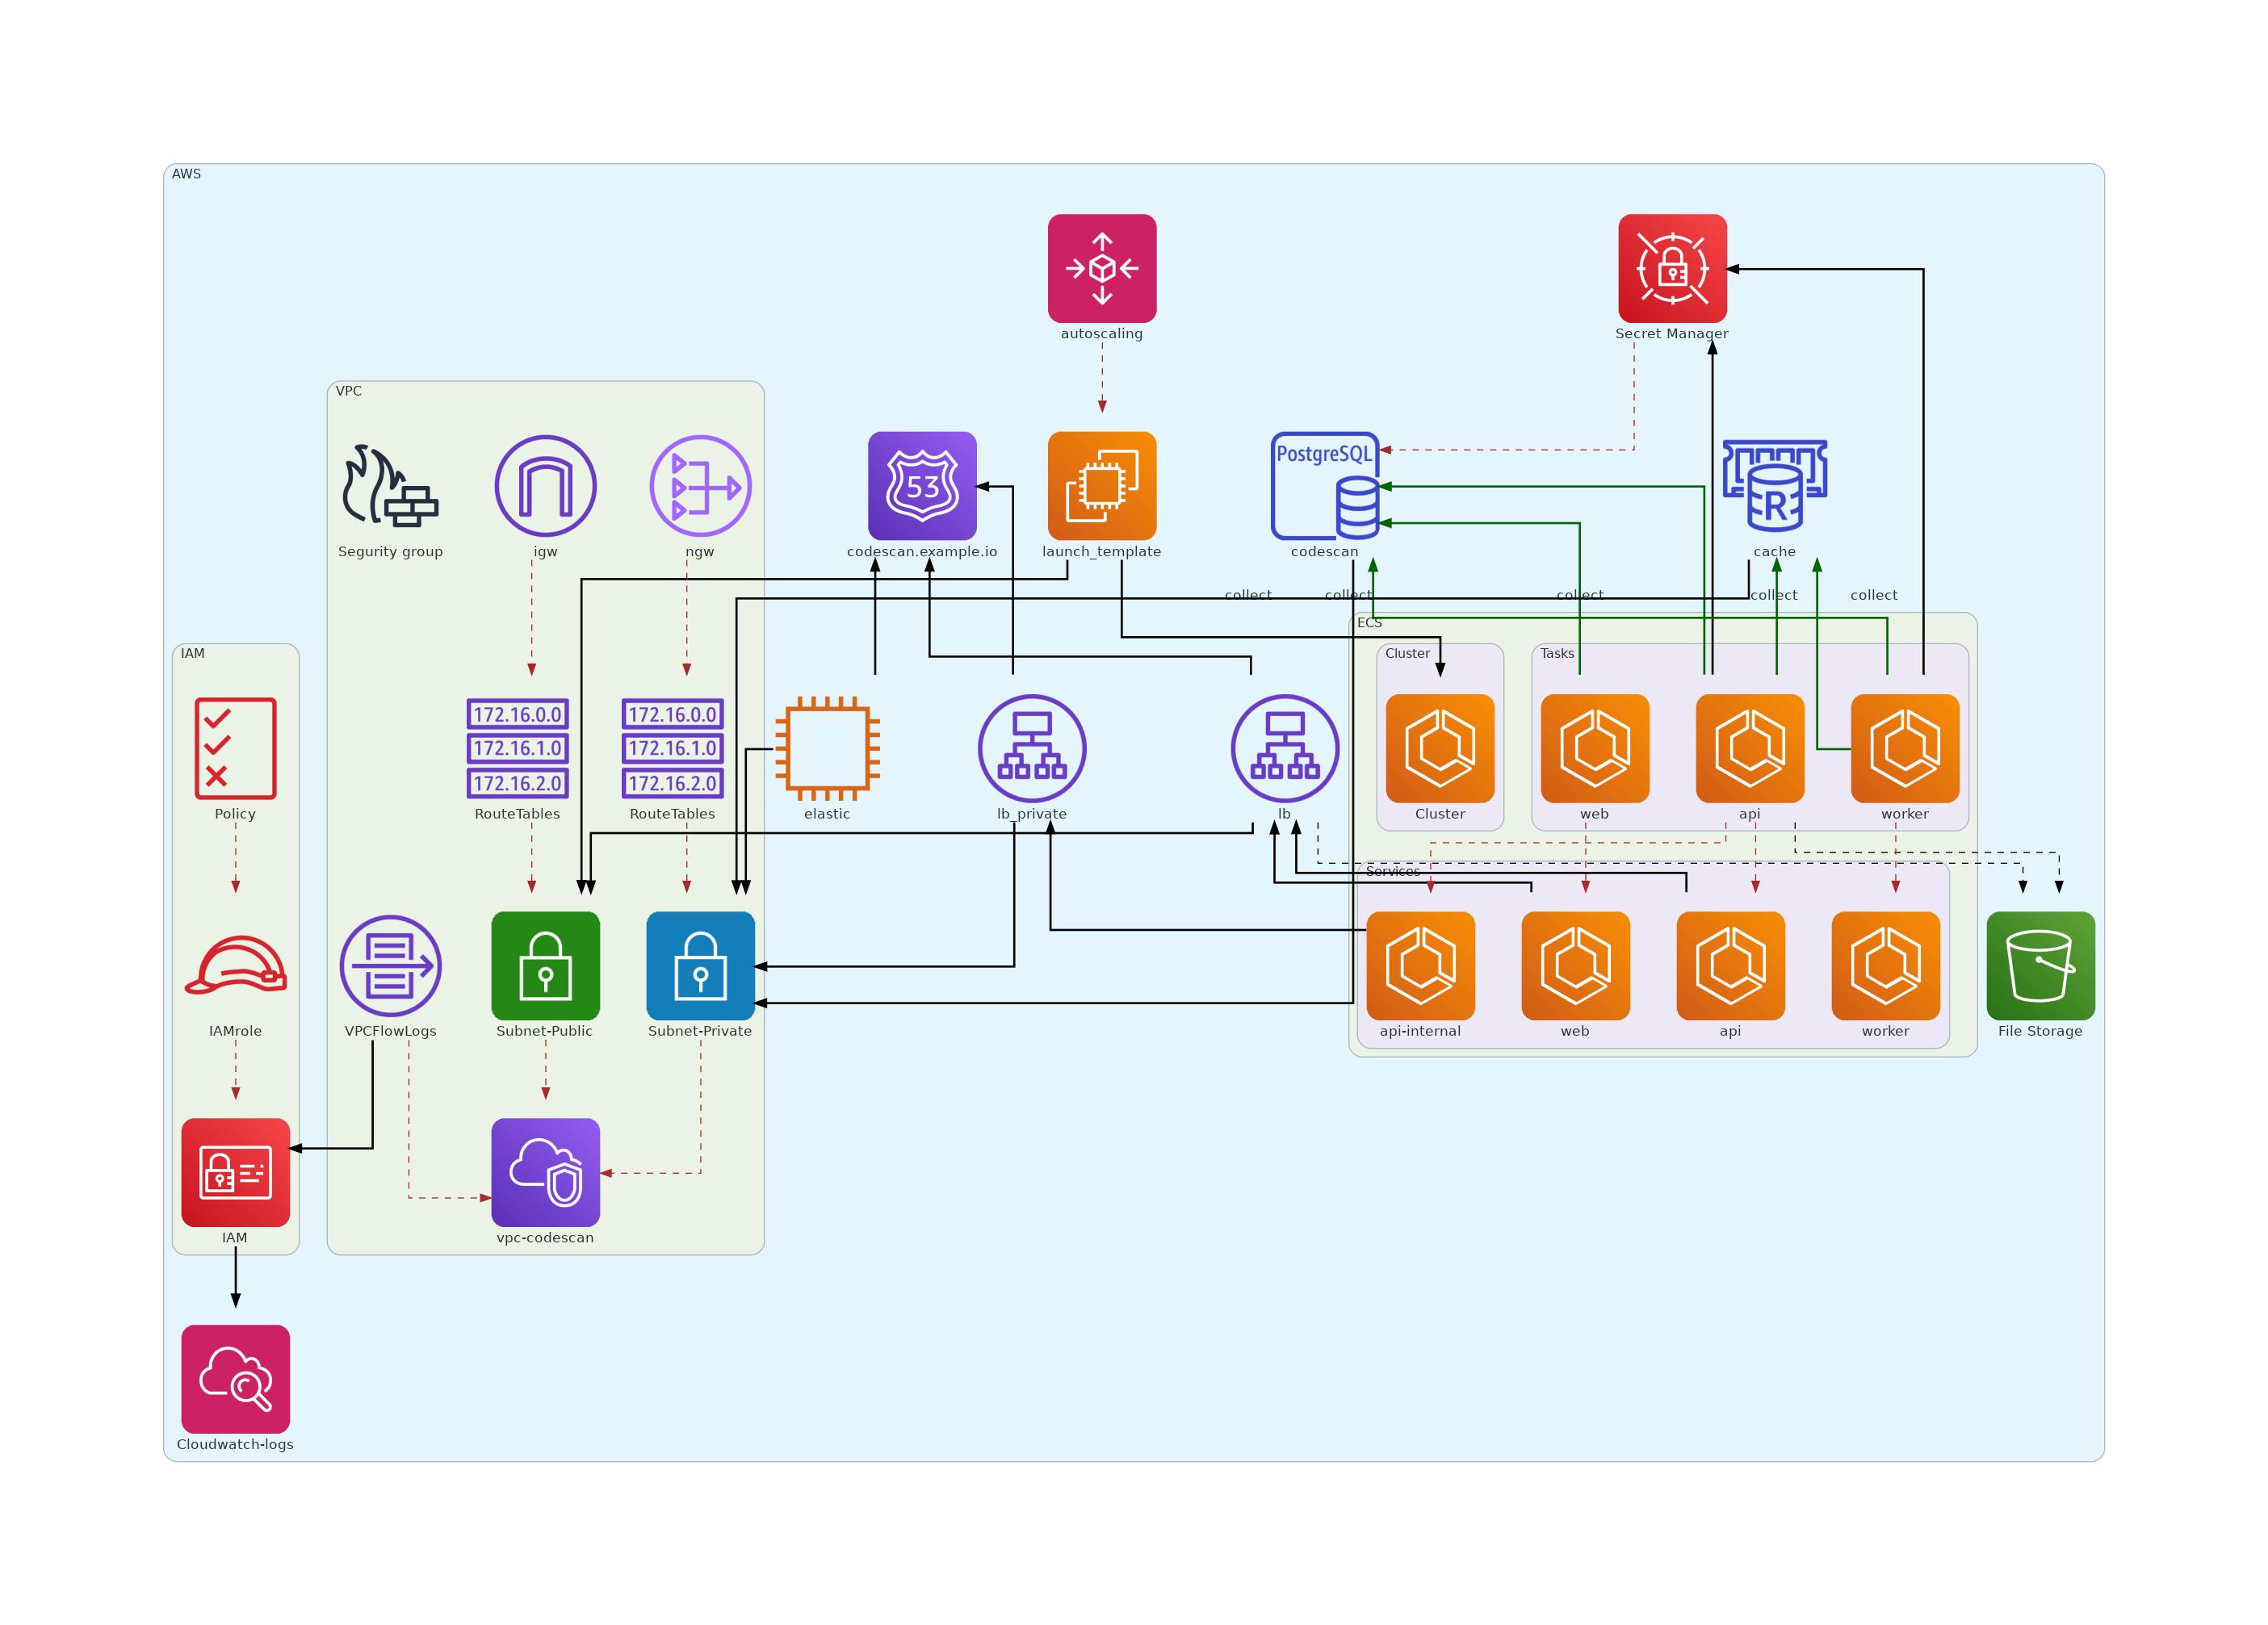 AWS
autoscaling
Secret Manager
VPC
53
PostgreSQL
R
Segurity group
igw
ngw
codescan.example.io
launch_template
codescan
cache
collect
collect
collect
collect
collect
ECS
IAM
Cluster
Tasks
172.16.0.0
172.16.1.0
172.16.2.0
172.16.0.0
172.16.1.0
172.16.2.0
Policy
RouteTables
RouteTables
elastic
lb_private
lb
Cluster
web
api
worker
Services
IAMrole
VPCFlowLogs
Subnet-Public
Subnet-Private
api-internal
web
api
worker
File Storage
IAM
vpc-codescan
Cloudwatch-logs